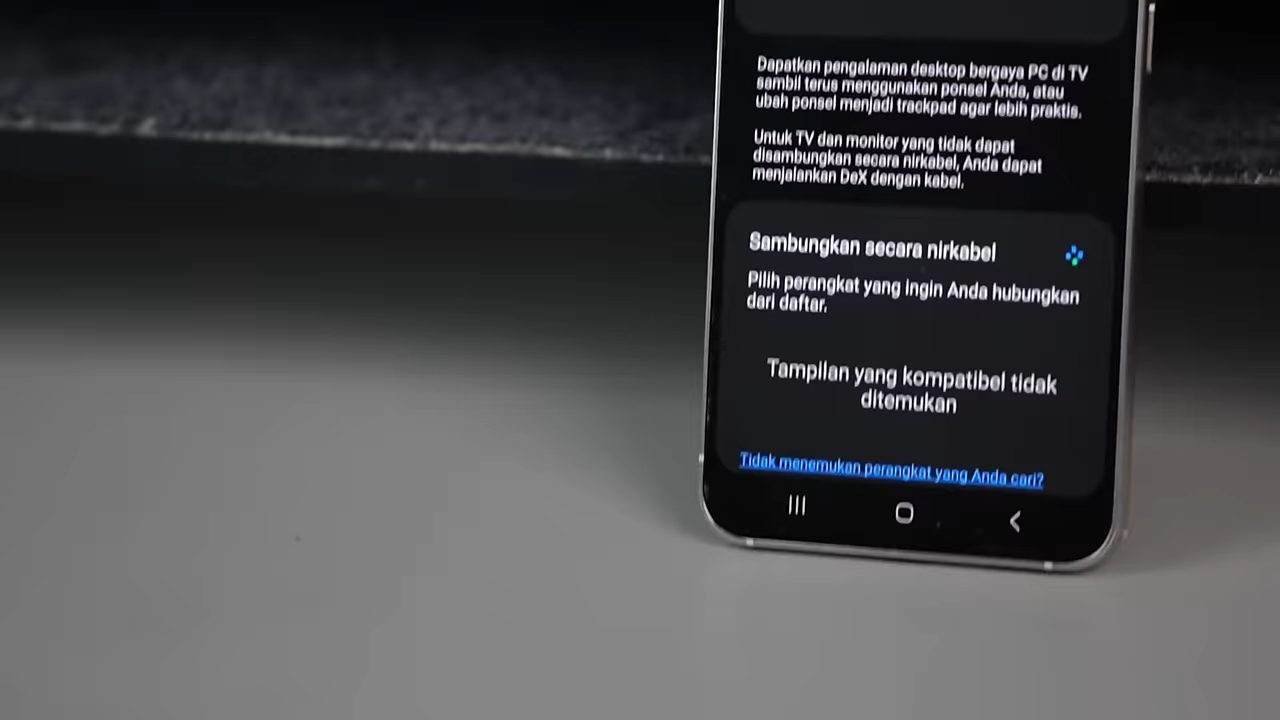 Dapatkan pengalaman desktop bergaya PC di TV
sambil terus menggunakan ponsel Anda, atau
ubah ponsel menjadi trackpad agar lebih praktis.
Untuk TV dan monitor yang tidak dapat
disambungkan secara nirkabel, Anda dapat
menjalankan DeX dengan kabel.
Sambungkan secara nirkabel
Pilih perangkat yang ingin Anda hubungkan
dari daftar.
Tampilan yang kompatibel tidak
ditemukan
Tidak menemukan perangkat yang Anda cari?